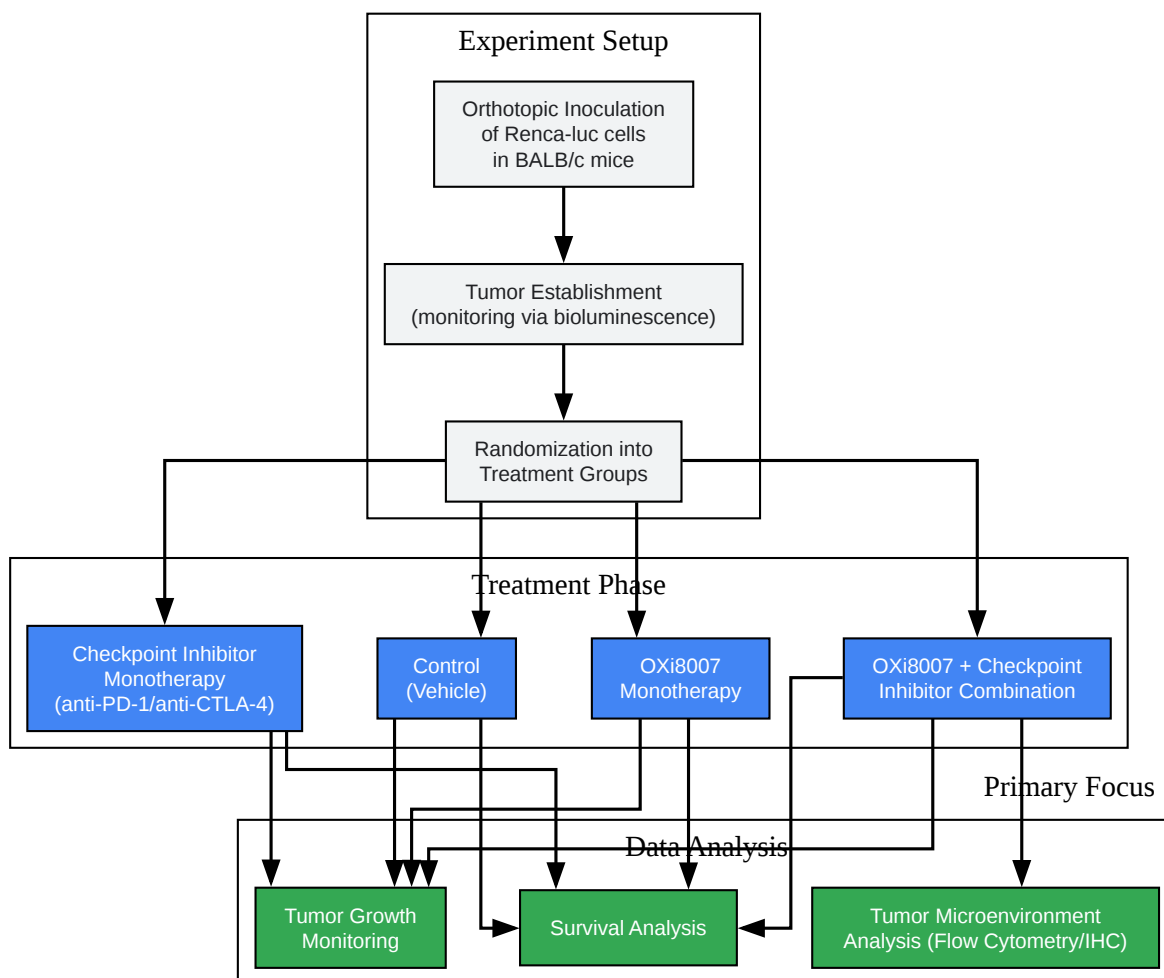 Experiment Setup
Orthotopic Inoculation
of Renca-luc cells
in BALB/c mice
Tumor Establishment
(monitoring via bioluminescence)
Randomization into
Treatment Groups
Treatment Phase
Checkpoint Inhibitor
Monotherapy
(anti-PD-1/anti-CTLA-4)
Control
(Vehicle)
OXi8007
Monotherapy
OXi8007 + Checkpoint
Inhibitor Combination
Primary Focus
Data Analysis
Tumor Growth
Monitoring
Survival Analysis
Tumor Microenvironment
Analysis (Flow Cytometry/IHC)